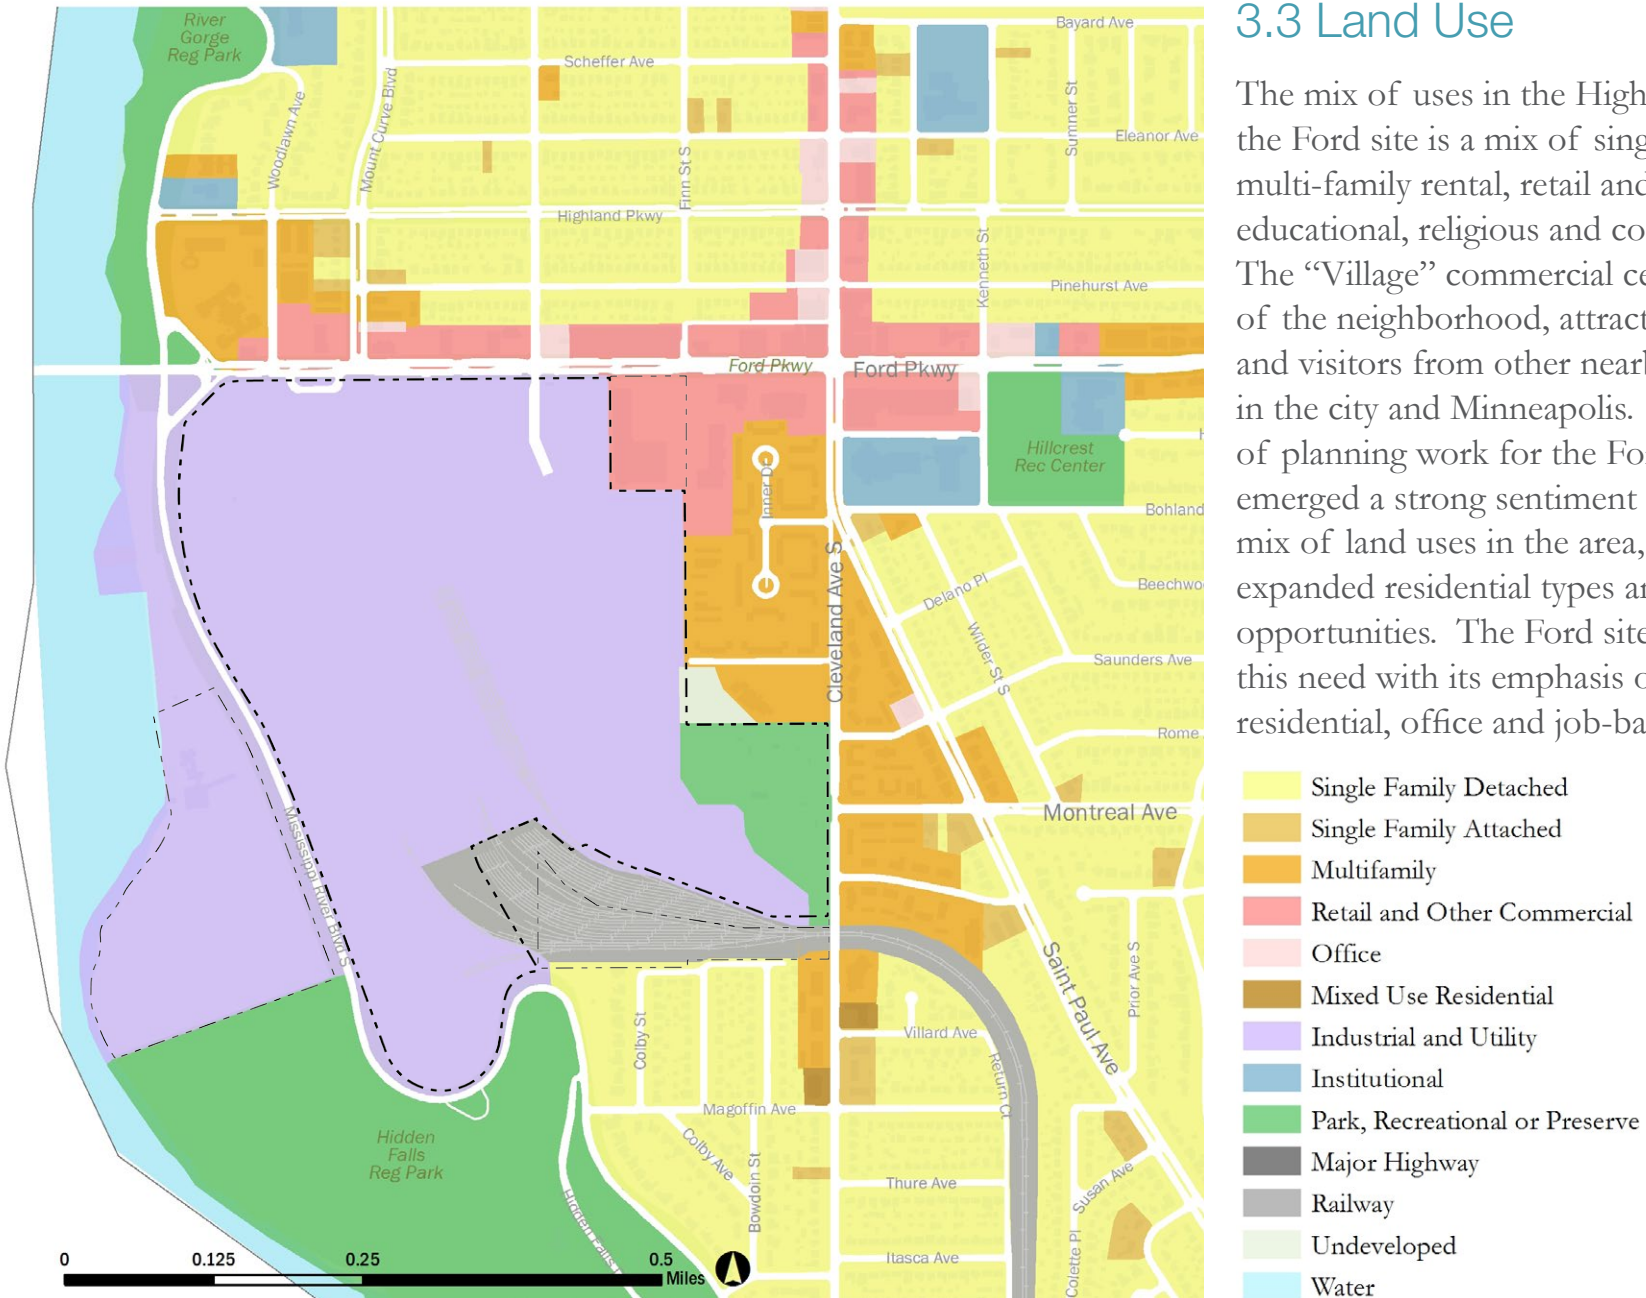 3.3 Land Use
The mix of uses in the High
the Ford site is a mix of sing
multi-family rental, retail and
educational, religious and co
The “Village” commercial ce
of the neighborhood, attract
and visitors from other nearb
in the city and Minneapolis.
of planning work for the Fo
emerged a strong sentiment
mix of land uses in the area,
expanded residential types a
opportunities. The Ford site
this need with its emphasis o
residential, office and job-ba
Single Family Detached
Single Family Attached
Multifamily
Retail and Other Commercial
Office
Mixed Use Residential
Industrial and Utility
Institutional
Park, Recreational or Preserve
Major Highway
Railway
Undeveloped
Water
River
Gorge
Reg Park
Bayard Ave
Scheffer Ave
Woodlawn Ave
Mount Curve Blvd
Finn St S
Sumner St
Eleanor Ave
Highland Pkwy
Kenneth St
Pinehurst Ave
Ford Pkwy
Ford Pkwy
Hillcrest
Rec Center
Inner Dr
Bohland
Cleveland Ave S
Delano Pl
Beechwo
Wilder St S
Saunders Ave
Rome
Montreal Ave
Mississippi River Blvd S
Saint Paul Ave
Prior Ave S
Colby St
Villard Ave
Return Ct
Magoffin Ave
Hidden
Falls
Reg Park
Colby Ave
Bowdoin St
Thure Ave
Susan Ave
Hidden Falls
Itasca Ave
Colette Pl
0 0.125 0.25 0.5
Miles